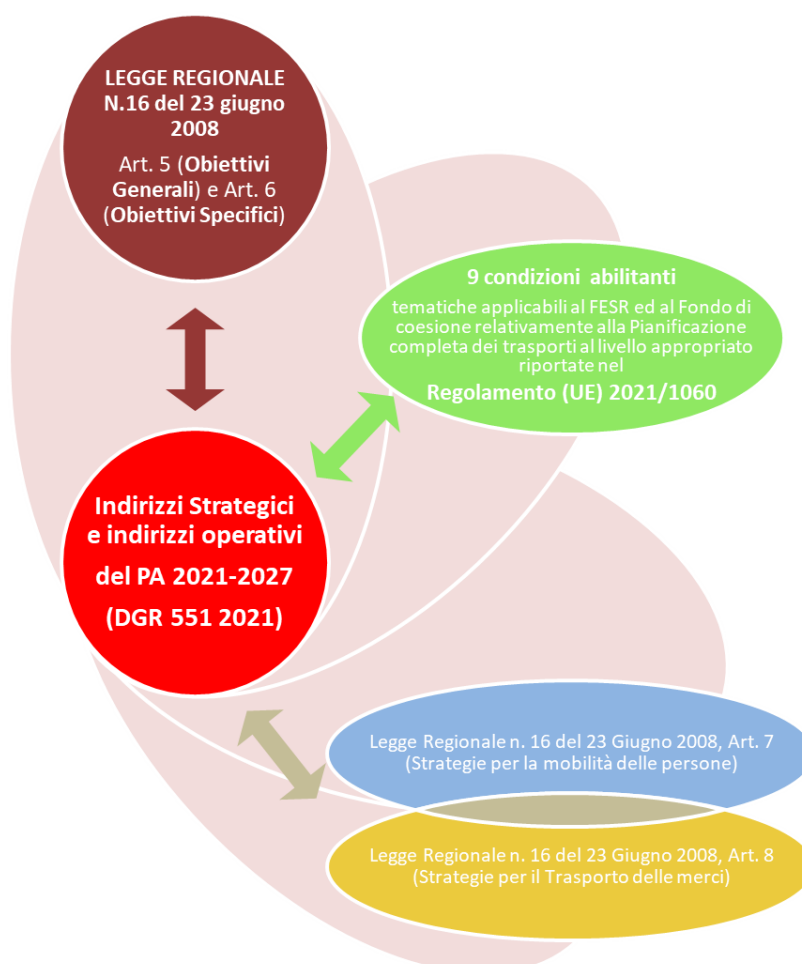 LEGGE REGIONALE
N.16 del 23 giugno
2008
Art. 5 (Obiettivi
Generali) e Art. 6
(Obiettivi Specifici)
9 condizioni abilitanti
tematiche applicabili al FESR ed al Fondo di
coesione relativamente alla Pianificazione
completa dei trasporti al livello appropriato
riportate nel
Regolamento (UE) 2021/1060
Indirizzi Strategici
e indirizzi operativi
del PA 2021-2027
(DGR 551 2021)
Legge Regionale n. 16 del 23 Giugno 2008, Art. 7
(Strategie per la mobilità delle persone)
Legge Regionale n. 16 del 23 Giugno 2008, Art. 8
(Strategie per il Trasporto delle merci)